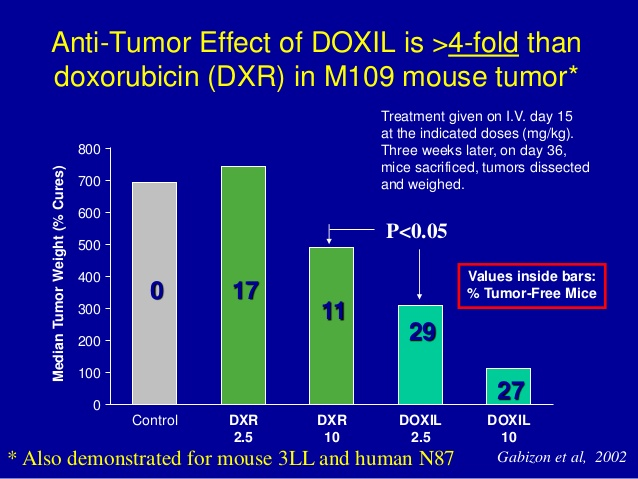 Anti-Tumor Effect of DOXIL is >4-fold than
doxorubicin (DXR) in M109 mouse tumor*
Treatment given on I.V. day 15
at the indicated doses (mg/kg).
Three weeks later, on day 36,
mice sacrificed, tumors dissected
and weighed.
Median Tumor Weight (% Cures)
800
700
600
500
400
300
200
100
0
P<0.05
Values inside bars:
% Tumor-Free Mice
0
17
11
29
27
Control
DXR
2.5
DXR
10
DOXIL
2.5
DOXIL
10
* Also demonstrated for mouse 3LL and human N87
Gabizon et al, 2002